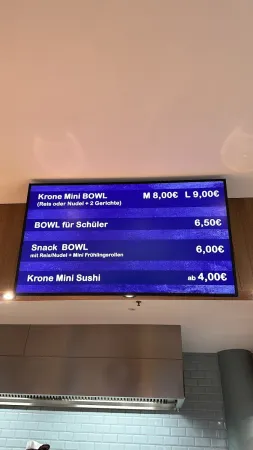 Krone Mini BOWL M 8,00€ L 9,00€
(Reis oder Nudel + 2 Gerichte)
BOWL für Schüler 6,50€
Snack BOWL 6,00€
mit Reis/Nudel + Mini Frühlingsrollen
Krone Mini Sushi ab 4,00€